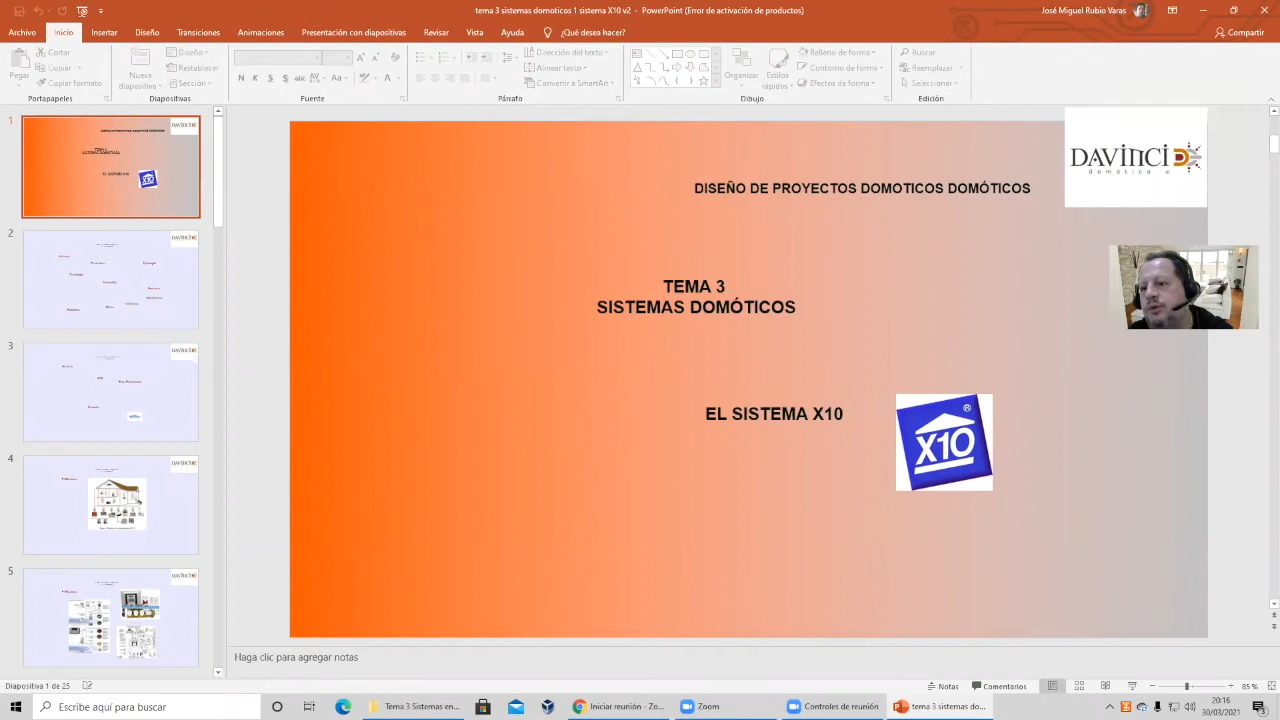 tema 3 sistemas domoticos 1 sistema X10 v2 - PowerPoint (Error de activación de productos)
José Miguel Rubio Varas
Archivo
Inicio
Insertar
Diseño
Transiciones
Animaciones
Presentación con diapositivas
Revisar
Vista
Ayuda
¿Qué desea hacer?
Compartir
Pegar
Cortar
Copiar
Copiar formato
Portapapeles
Nueva
diapositiva
Diseño
Restablecer
Sección
Diapositivas
Fuente
Dirección del texto
Alinear texto
Convertir a SmartArt
Párrafo
Organizar
Estilos
rápidos
Relleno de forma
Contorno de forma
Efectos de forma
Dibujo
Buscar
Reemplazar
Seleccionar
Edición
1
2
3
4
5
DAVINCI
domótica
DISEÑO DE PROYECTOS DOMOTICOS DOMÓTICOS
TEMA 3
SISTEMAS DOMÓTICOS
EL SISTEMA X10
X10
®
Haga clic para agregar notas
Diapositiva 1 de 25
Notas
Comentarios
85 %
Escribe aquí para buscar
Tema 3 Sistemas en...
Iniciar reunión - Zo...
Zoom
Controles de reunión
tema 3 sistemas do...
20:16
30/03/2021